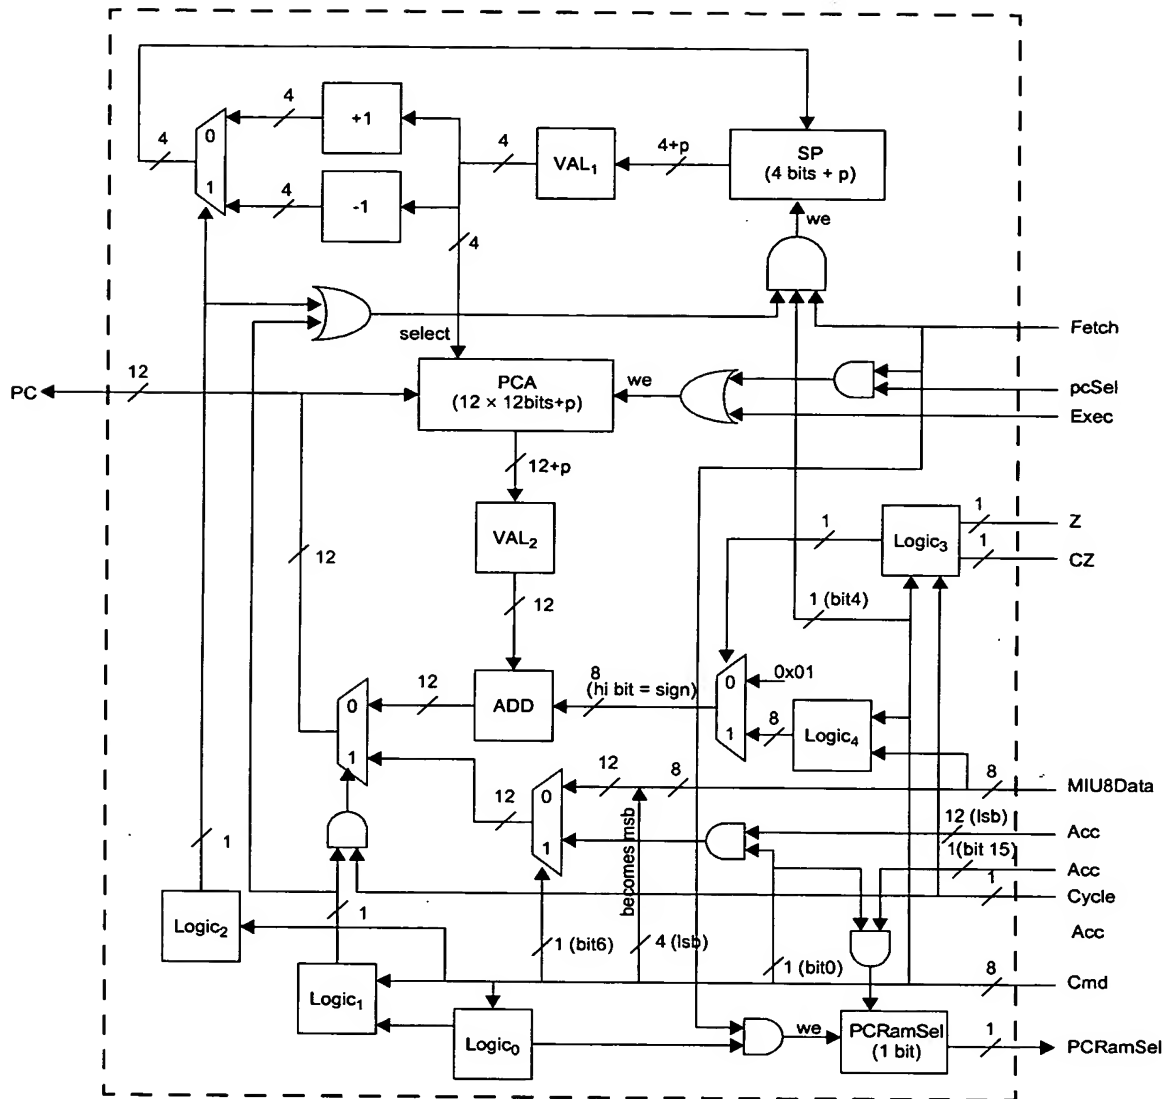 4
+1
0
4
4
VAL₁
4+p
SP
(4 bits + p)
1
4
-1
4
we
select
Fetch
PC
12
PCA
(12 × 12bits+p)
we
pcSel
Exec
12+p
12
VAL₂
12
1
Logic₃
1
Z
1
CZ
1 (bit4)
0
12
ADD
8
(hi bit = sign)
0
0x01
1
8
Logic₄
1
12
12
8
8
MIU8Data
0
1
becomes msb
12 (lsb)
Acc
1(bit 15)
Acc
1
Cycle
1
Logic₂
1
1 (bit6)
4 (lsb)
1 (bit0)
Acc
8
Cmd
Logic₁
Logic₀
we
PCRamSel
(1 bit)
1
PCRamSel